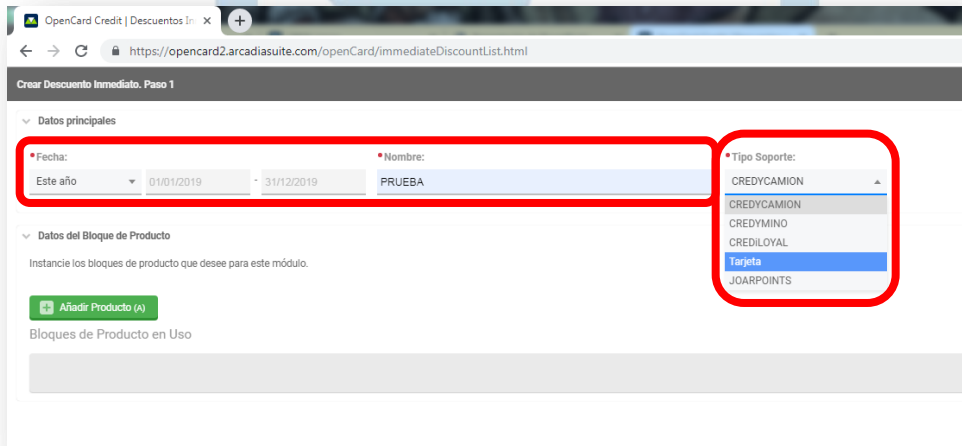 OpenCard Credit | Descuentos In
https://opencard2.arcadiasuite.com/openCard/immediateDiscountList.html
Crear Descuento Inmediato. Paso 1
Datos principales
•Fecha: •Nombre: •Tipo Soporte:
Este año 01/01/2019 - 31/12/2019 PRUEBA CREDYCAMION
CREDYCAMION
CREDYMINO
CREDiLOYAL
Tarjeta
JOARPOINTS
Datos del Bloque de Producto
Instancie los bloques de producto que desee para este módulo.
Añadir Producto (A)
Bloques de Producto en Uso